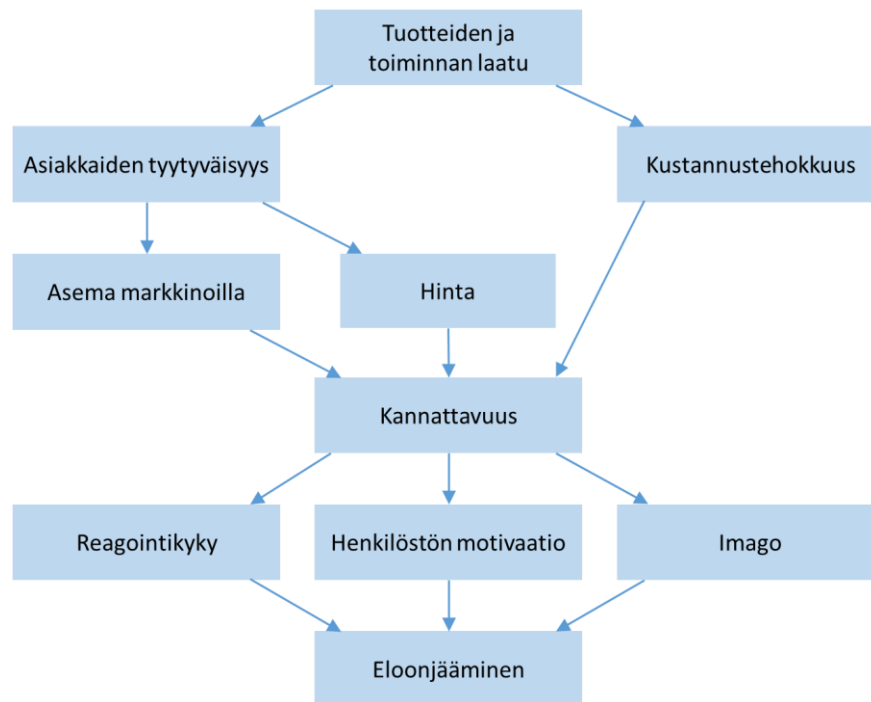 Tuotteiden ja
toiminnan laatu
Asiakkaiden tyytyväisyys
Kustannustehokkuus
Asema markkinoilla
Hinta
Kannattavuus
Reagointikyky
Henkilöstön motivaatio
Imago
Eloonjääminen